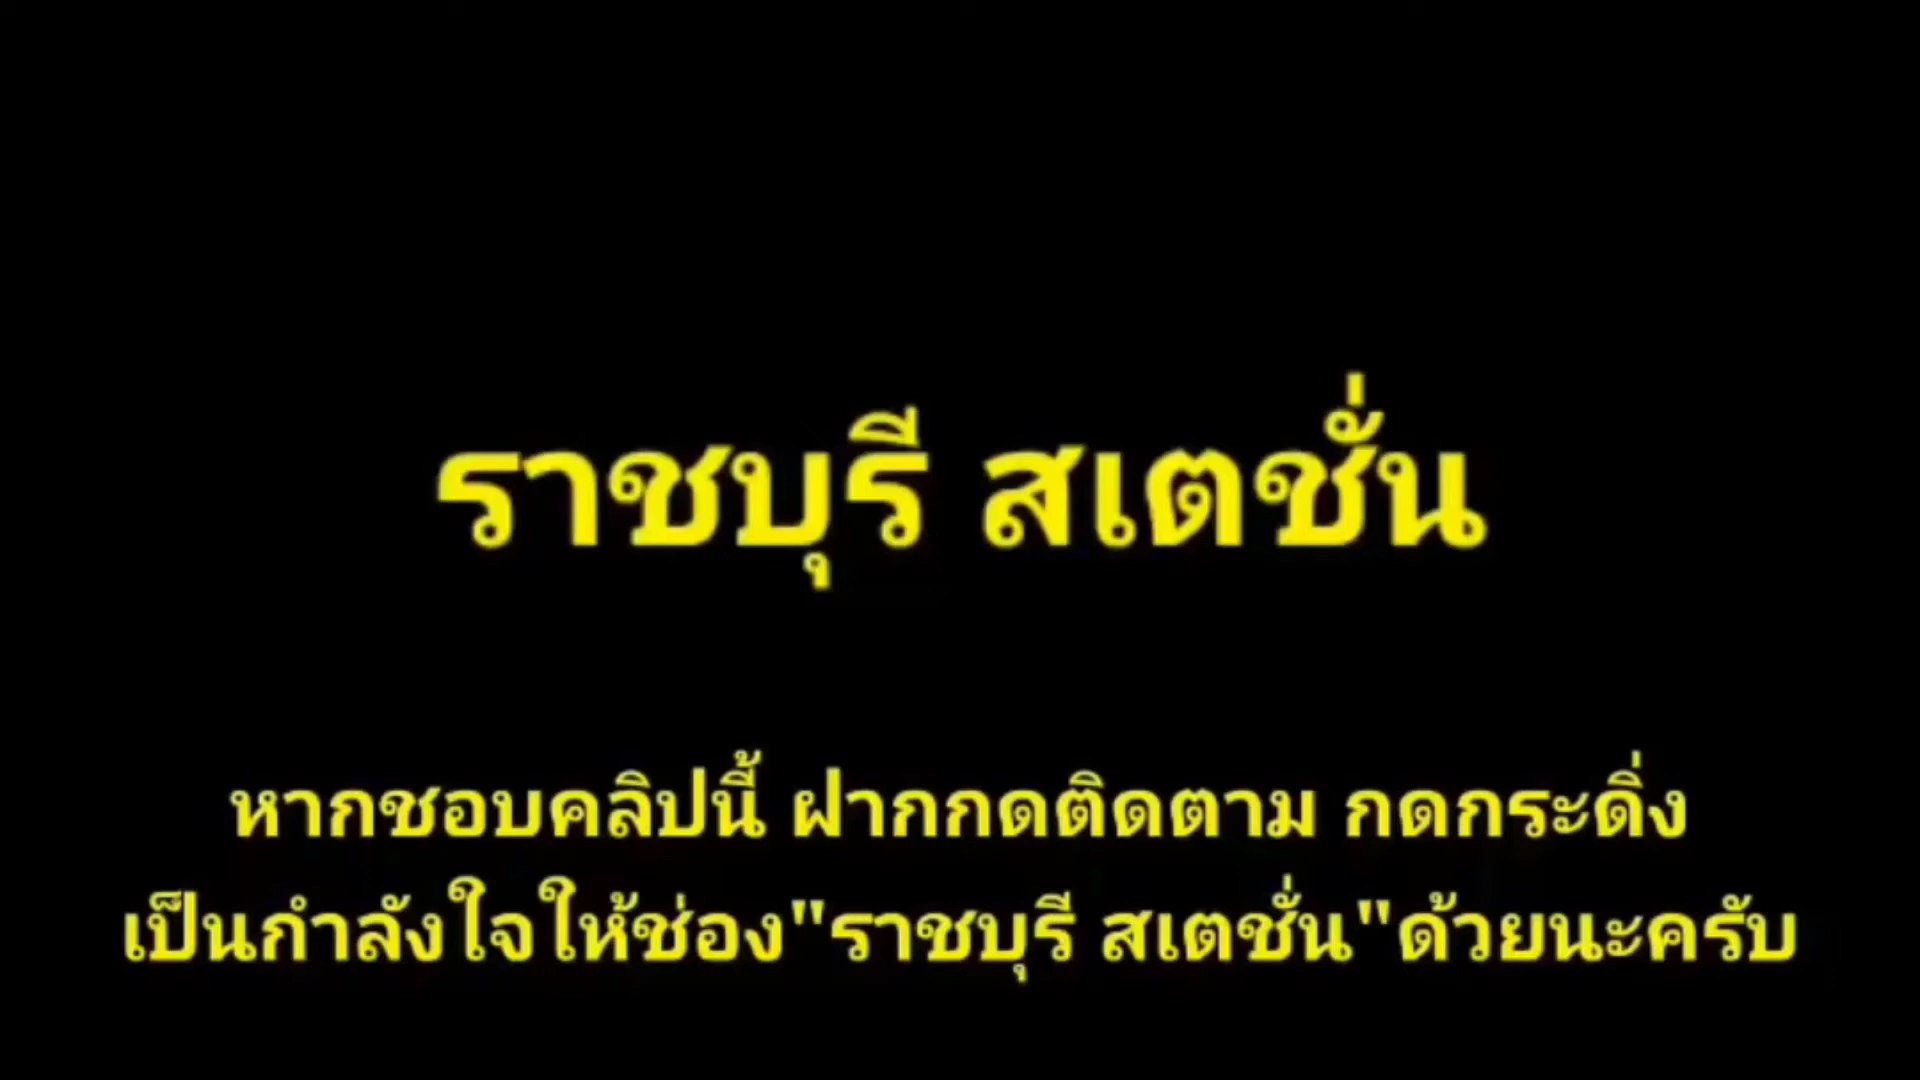 ราชบุรี สเตชั่น
หากชอบคลิปนี้ ฝากกดติดตาม กดกระดิ่ง
เป็นกำลังใจให้ช่อง"ราชบุรี สเตชั่น"ด้วยนะครับ